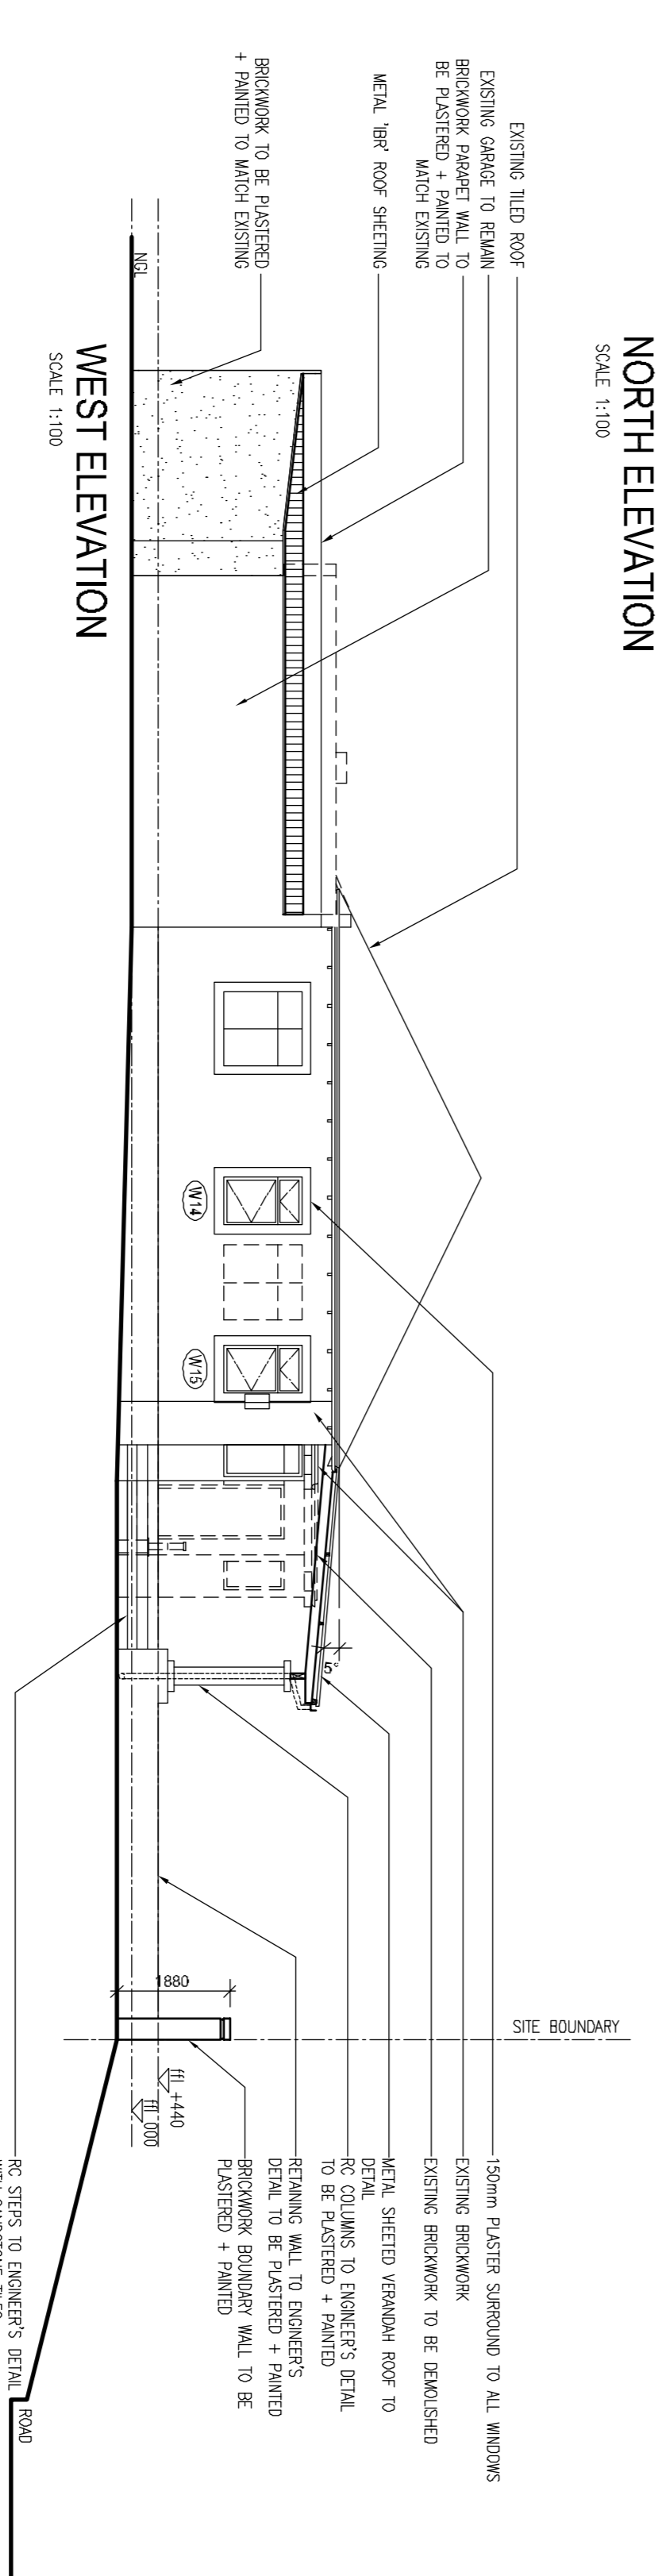 NORTH ELEVATION
SCALE 1:100
EXISTING TILED ROOF
EXISTING GARAGE TO REMAIN
BRICKWORK PARAPET WALL TO
BE PLASTERED + PAINTED TO
MATCH EXISTING
METAL 'IBR' ROOF SHEETING
BRICKWORK TO BE PLASTERED
+ PAINTED TO MATCH EXISTING
NGL
W14
W15
5°
1880
SITE BOUNDARY
ffl +440
ffl 000
150mm PLASTER SURROUND TO ALL WINDOWS
EXISTING BRICKWORK
EXISTING BRICKWORK TO BE DEMOLISHED
METAL SHEETED VERANDAH ROOF TO
DETAIL
RC COLUMNS TO ENGINEER'S DETAIL
TO BE PLASTERED + PAINTED
RETAINING WALL TO ENGINEER'S
DETAIL TO BE PLASTERED + PAINTED
BRICKWORK BOUNDARY WALL TO BE
PLASTERED + PAINTED
ROAD
RC STEPS TO ENGINEER'S DETAIL
WEST ELEVATION
SCALE 1:100